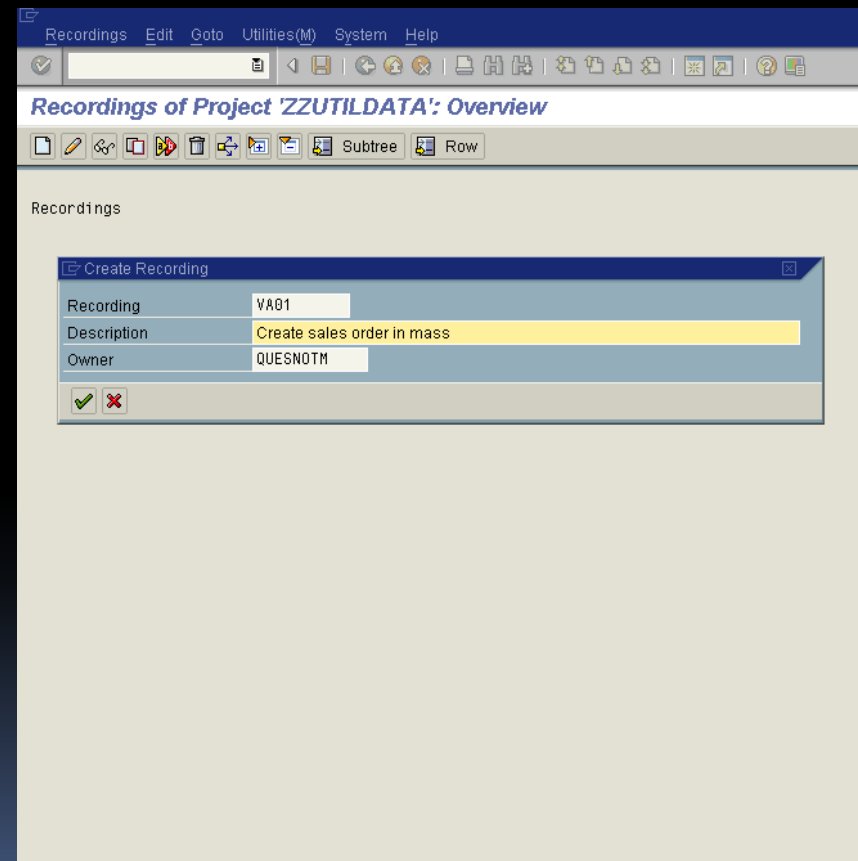 Recordings Edit Goto Utilities(M) System Help
Recordings of Project 'ZZUTILDATA': Overview
Subtree Row
Recordings
Create Recording
Recording VA01
Description Create sales order in mass
Owner QUESNOTM